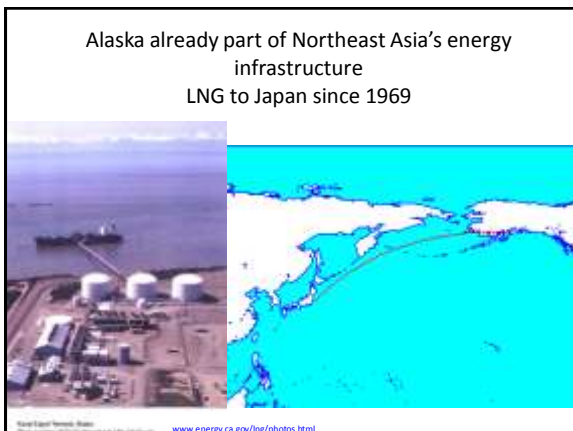 Alaska already part of Northeast Asia's energy
infrastructure
LNG to Japan since 1969
www.energy.ca.gov/lng/photos.html